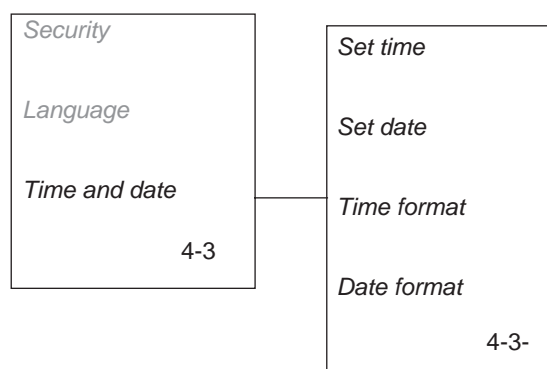 Security
Language
Time and date
4-3
Set time
Set date
Time format
Date format
4-3-